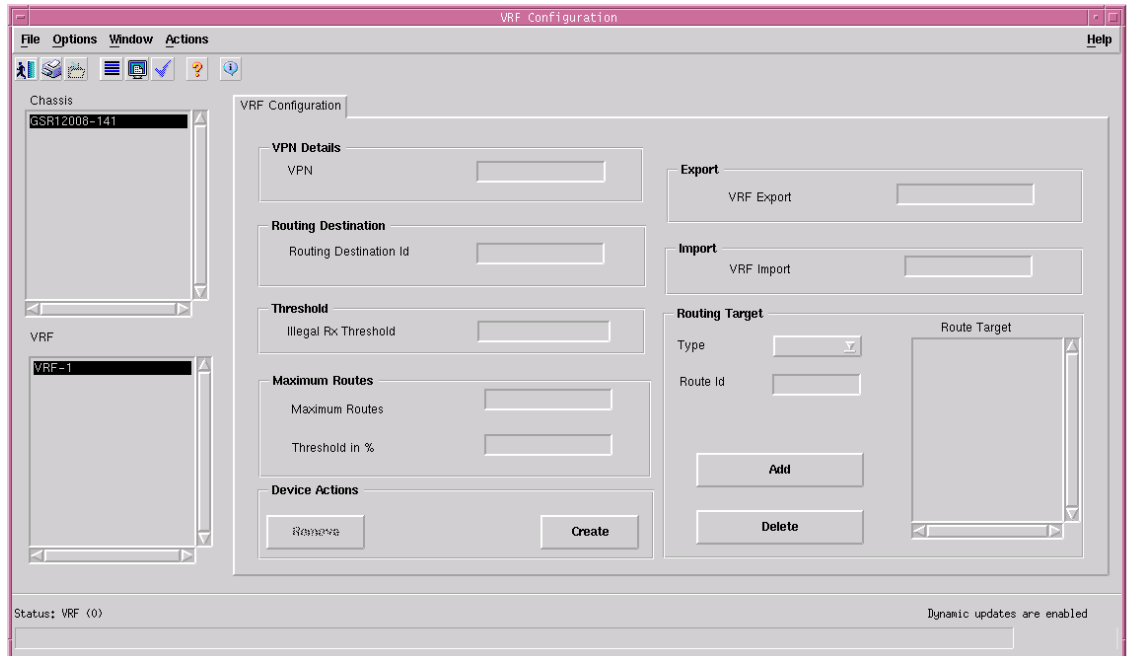 VRF Configuration
File Options Window Actions Help
Chassis
GSR12008-141
VRF
VRF-1
VRF Configuration
VPN Details
VPN
Routing Destination
Routing Destination Id
Threshold
Illegal Rx Threshold
Maximum Routes
Maximum Routes
Threshold in %
Device Actions
Remove
Create
Export
VRF Export
Import
VRF Import
Routing Target
Type
Route Id
Add
Delete
Route Target
Status: VRF (0)
Dynamic updates are enabled